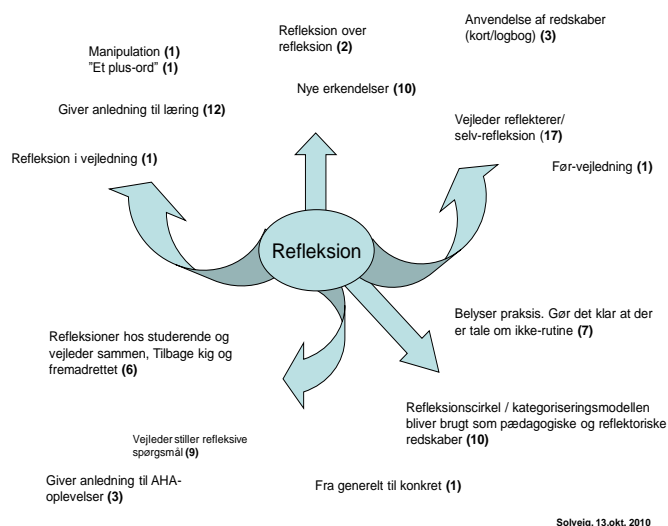 Anvendelse af redskaber
(kort/logbog) (3)
Refleksion over
refleksion (2)
Manipulation (1)
"Et plus-ord" (1)
Nye erkendelser (10)
Giver anledning til læring (12)
Vejleder reflekterer/
selv-refleksion (17)
Refleksion i vejledning (1)
Før-vejledning (1)
Refleksion
Belyser praksis. Gør det klar at der
er tale om ikke-rutine (7)
Refleksioner hos studerende og
vejleder sammen, Tilbage kig og
fremadrettet (6)
Refleksionscirkel / kategoriseringsmodellen
bliver brugt som pædagogiske og reflektoriske
redskaber (10)
Vejleder stiller refleksive
spørgsmål (9)
Giver anledning til AHA-
oplevelser (3)
Fra generelt til konkret (1)
Solveig, 13.okt. 2010